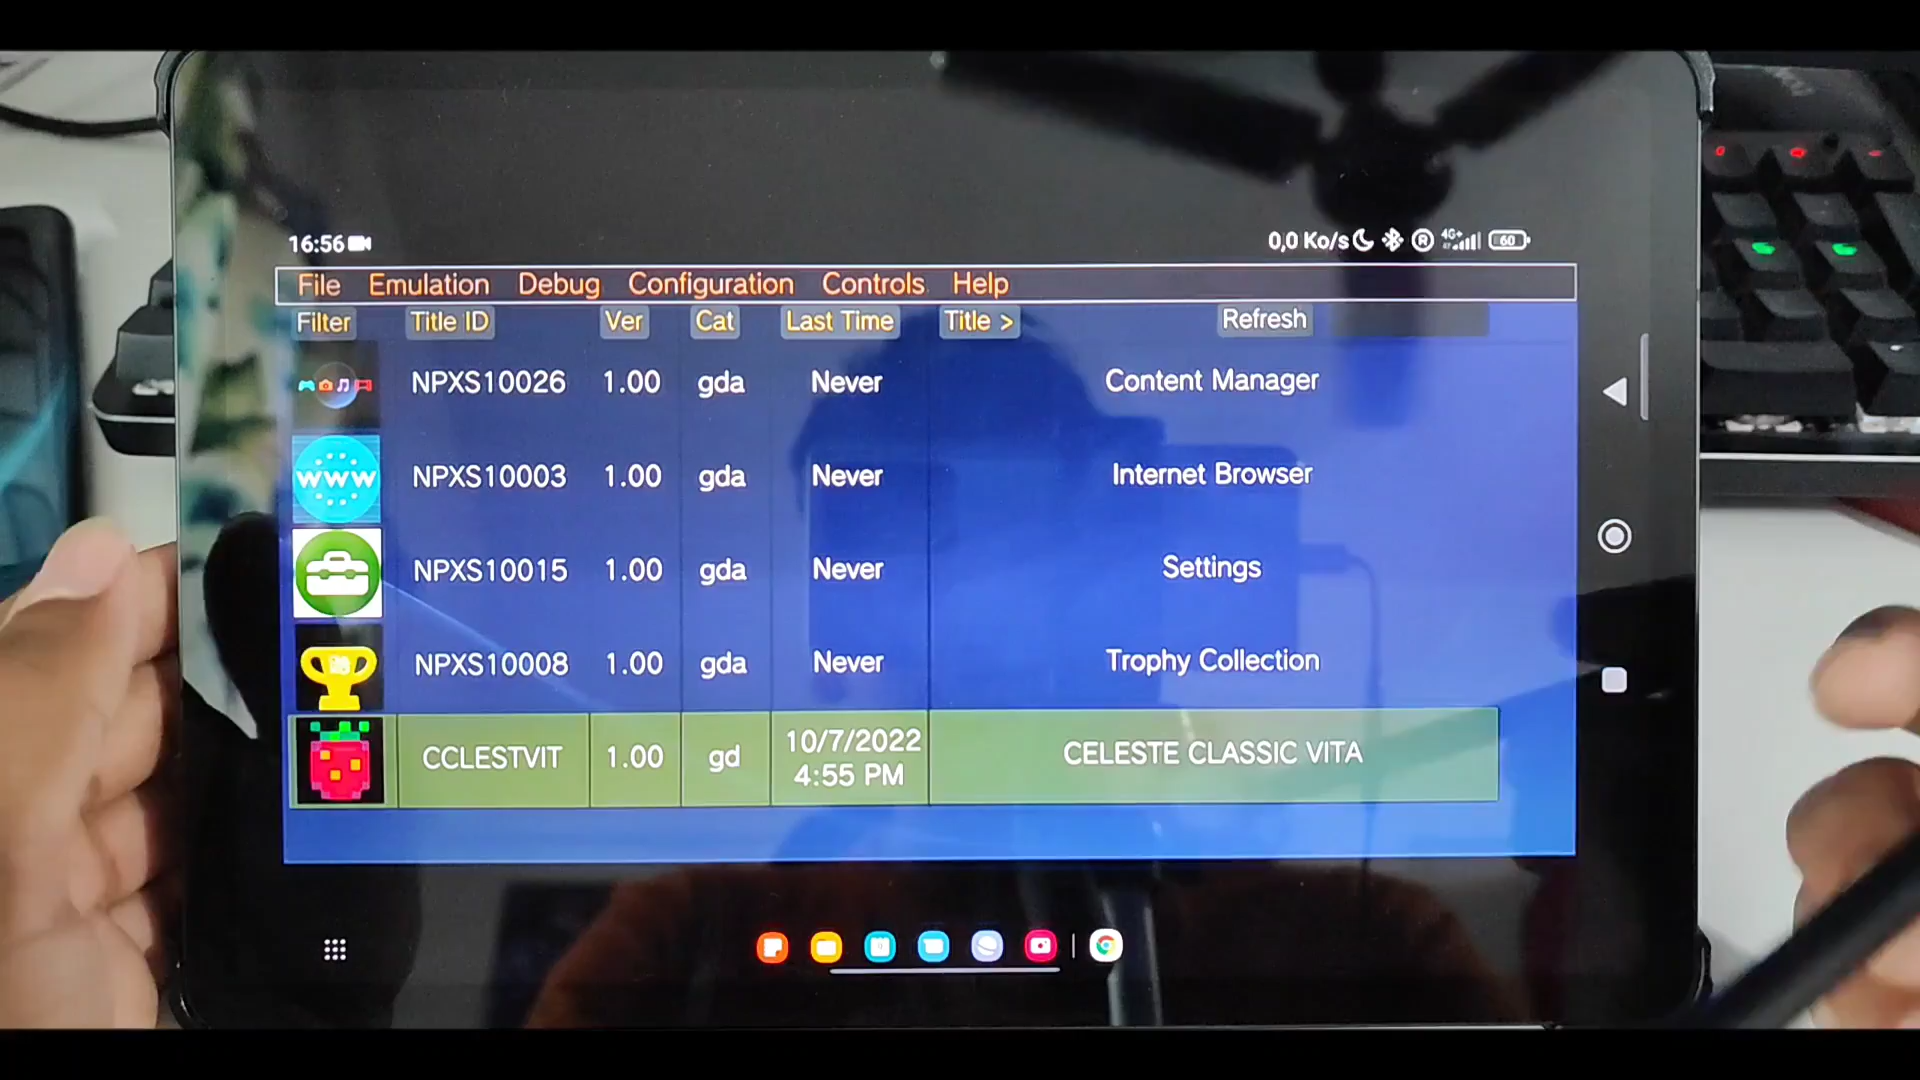 16:56
0,0 Ko/s 4G+ 60
File Emulation Debug Configuration Controls Help
Filter Title ID Ver Cat Last Time Title > Refresh
NPXS10026 1.00 gda Never Content Manager
www NPXS10003 1.00 gda Never Internet Browser
NPXS10015 1.00 gda Never Settings
NPXS10008 1.00 gda Never Trophy Collection
CCLESTVIT 1.00 gd 10/7/2022 4:55 PM CELESTE CLASSIC VITA